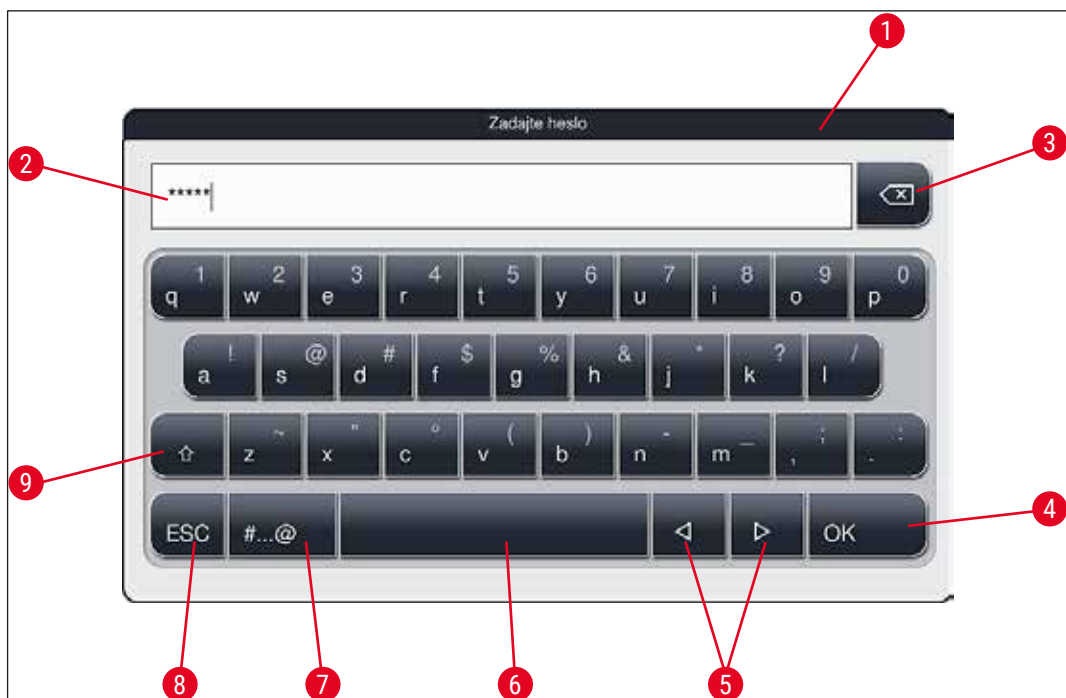 1
Zadajte heslo
2
*****
3
1 2 3 4 5 6 7 8 9 0
q w e r t y u i o p
! @ # $ % & * ? /
a s d f g h j k l
~ " ° ( ) - _ ; :
z x c v b n m , .
9
ESC #...@ OK
4
8 7 6 5